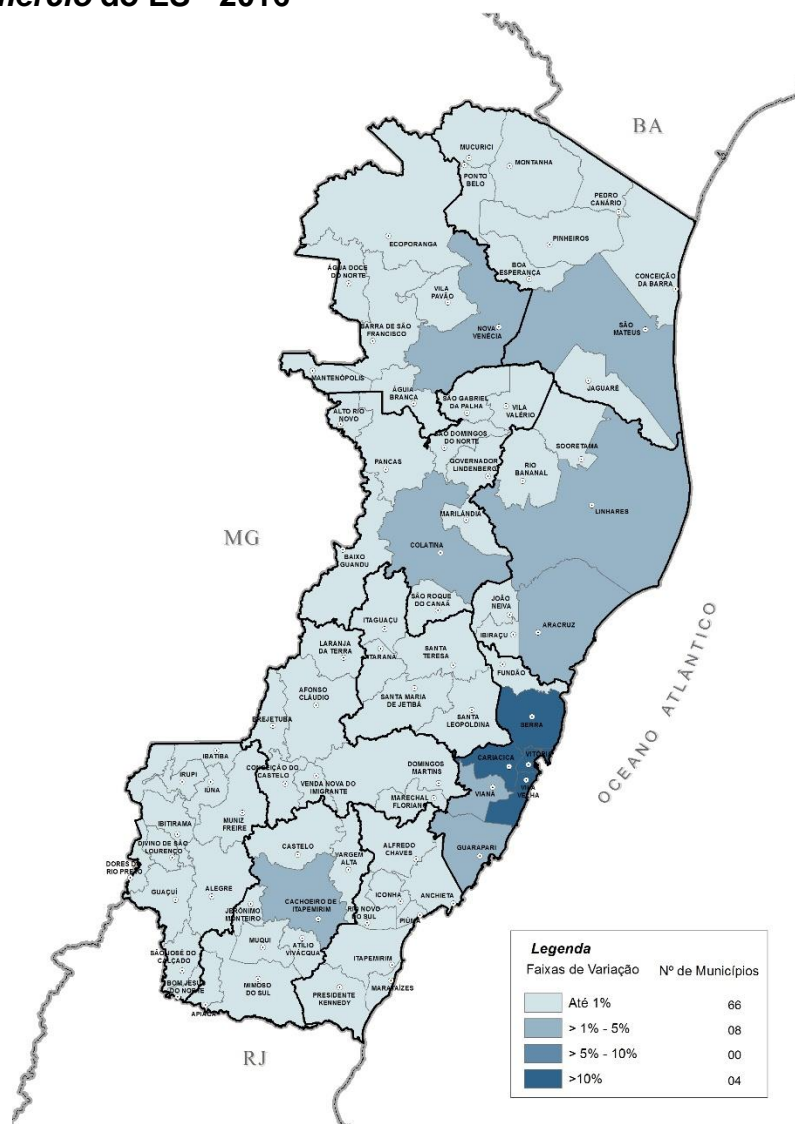 BA
MUCURICI
MONTANHA
PONTO
BELO
PEDRO
CANÁRIO
ECOPORANGA
PINHEIROS
ÁGUA DOCE
DO NORTE
BOA
ESPERANÇA
CONCEIÇÃO
DA BARRA
VILA
PAVÃO
BARRA DE SÃO
FRANCISCO
NOVA
VENÉCIA
SÃO
MATEUS
MANTENÓPOLIS
ÁGUIA
BRANCA
JAGUARÉ
SÃO GABRIEL
DA PALHA
VILA
VALÉRIO
ALTO RIO
NOVO
SÃO DOMINGOS
DO NORTE
SOORETAMA
PANCAS
GOVERNADOR
LINDENBERG
RIO
BANANAL
LINHARES
MARILÂNDIA
MG
COLATINA
BAIXO
GUANDU
SÃO ROQUE
DO CANAÃ
JOÃO
NEIVA
ITAGUAÇU
IBIRAÇU
ARACRUZ
LARANJA
DA TERRA
ITARANA
SANTA
TERESA
FUNDÃO
OCEANO ATLÂNTICO
AFONSO
CLÁUDIO
SANTA MARIA
DE JETIBÁ
SANTA
LEOPOLDINA
SERRA
BREJETUBA
IBATIBA
CARIACICA
VITÓRIA
IRUPI
IÚNA
CONCEIÇÃO DO
CASTELO
VENDA NOVA DO
IMIGRANTE
DOMINGOS
MARTINS
VIANA
VILA
VELHA
MARECHAL
FLORIANO
IBITIRAMA
MUNIZ
FREIRE
DIVINO DE SÃO
LOURENÇO
CASTELO
VARGEM
ALTA
ALFREDO
CHAVES
GUARAPARI
DORES DO
RIO PRETO
GUAÇUÍ
ALEGRE
JERÔNIMO
MONTEIRO
CACHOEIRO DE
ITAPEMIRIM
ICONHA
ANCHIETA
RIO NOVO
DO SUL
PIÚMA
MUQUI
ATÍLIO
VIVÁCQUA
SÃO JOSÉ DO
CALÇADO
ITAPEMIRIM
BOM JESUS
DO NORTE
MIMOSO
DO SUL
PRESIDENTE
KENNEDY
MARATAÍZES
APIACÁ
RJ
Legenda
Faixas de Variação Nº de Municípios
Até 1% 66
> 1% - 5% 08
> 5% - 10% 00
>10% 04